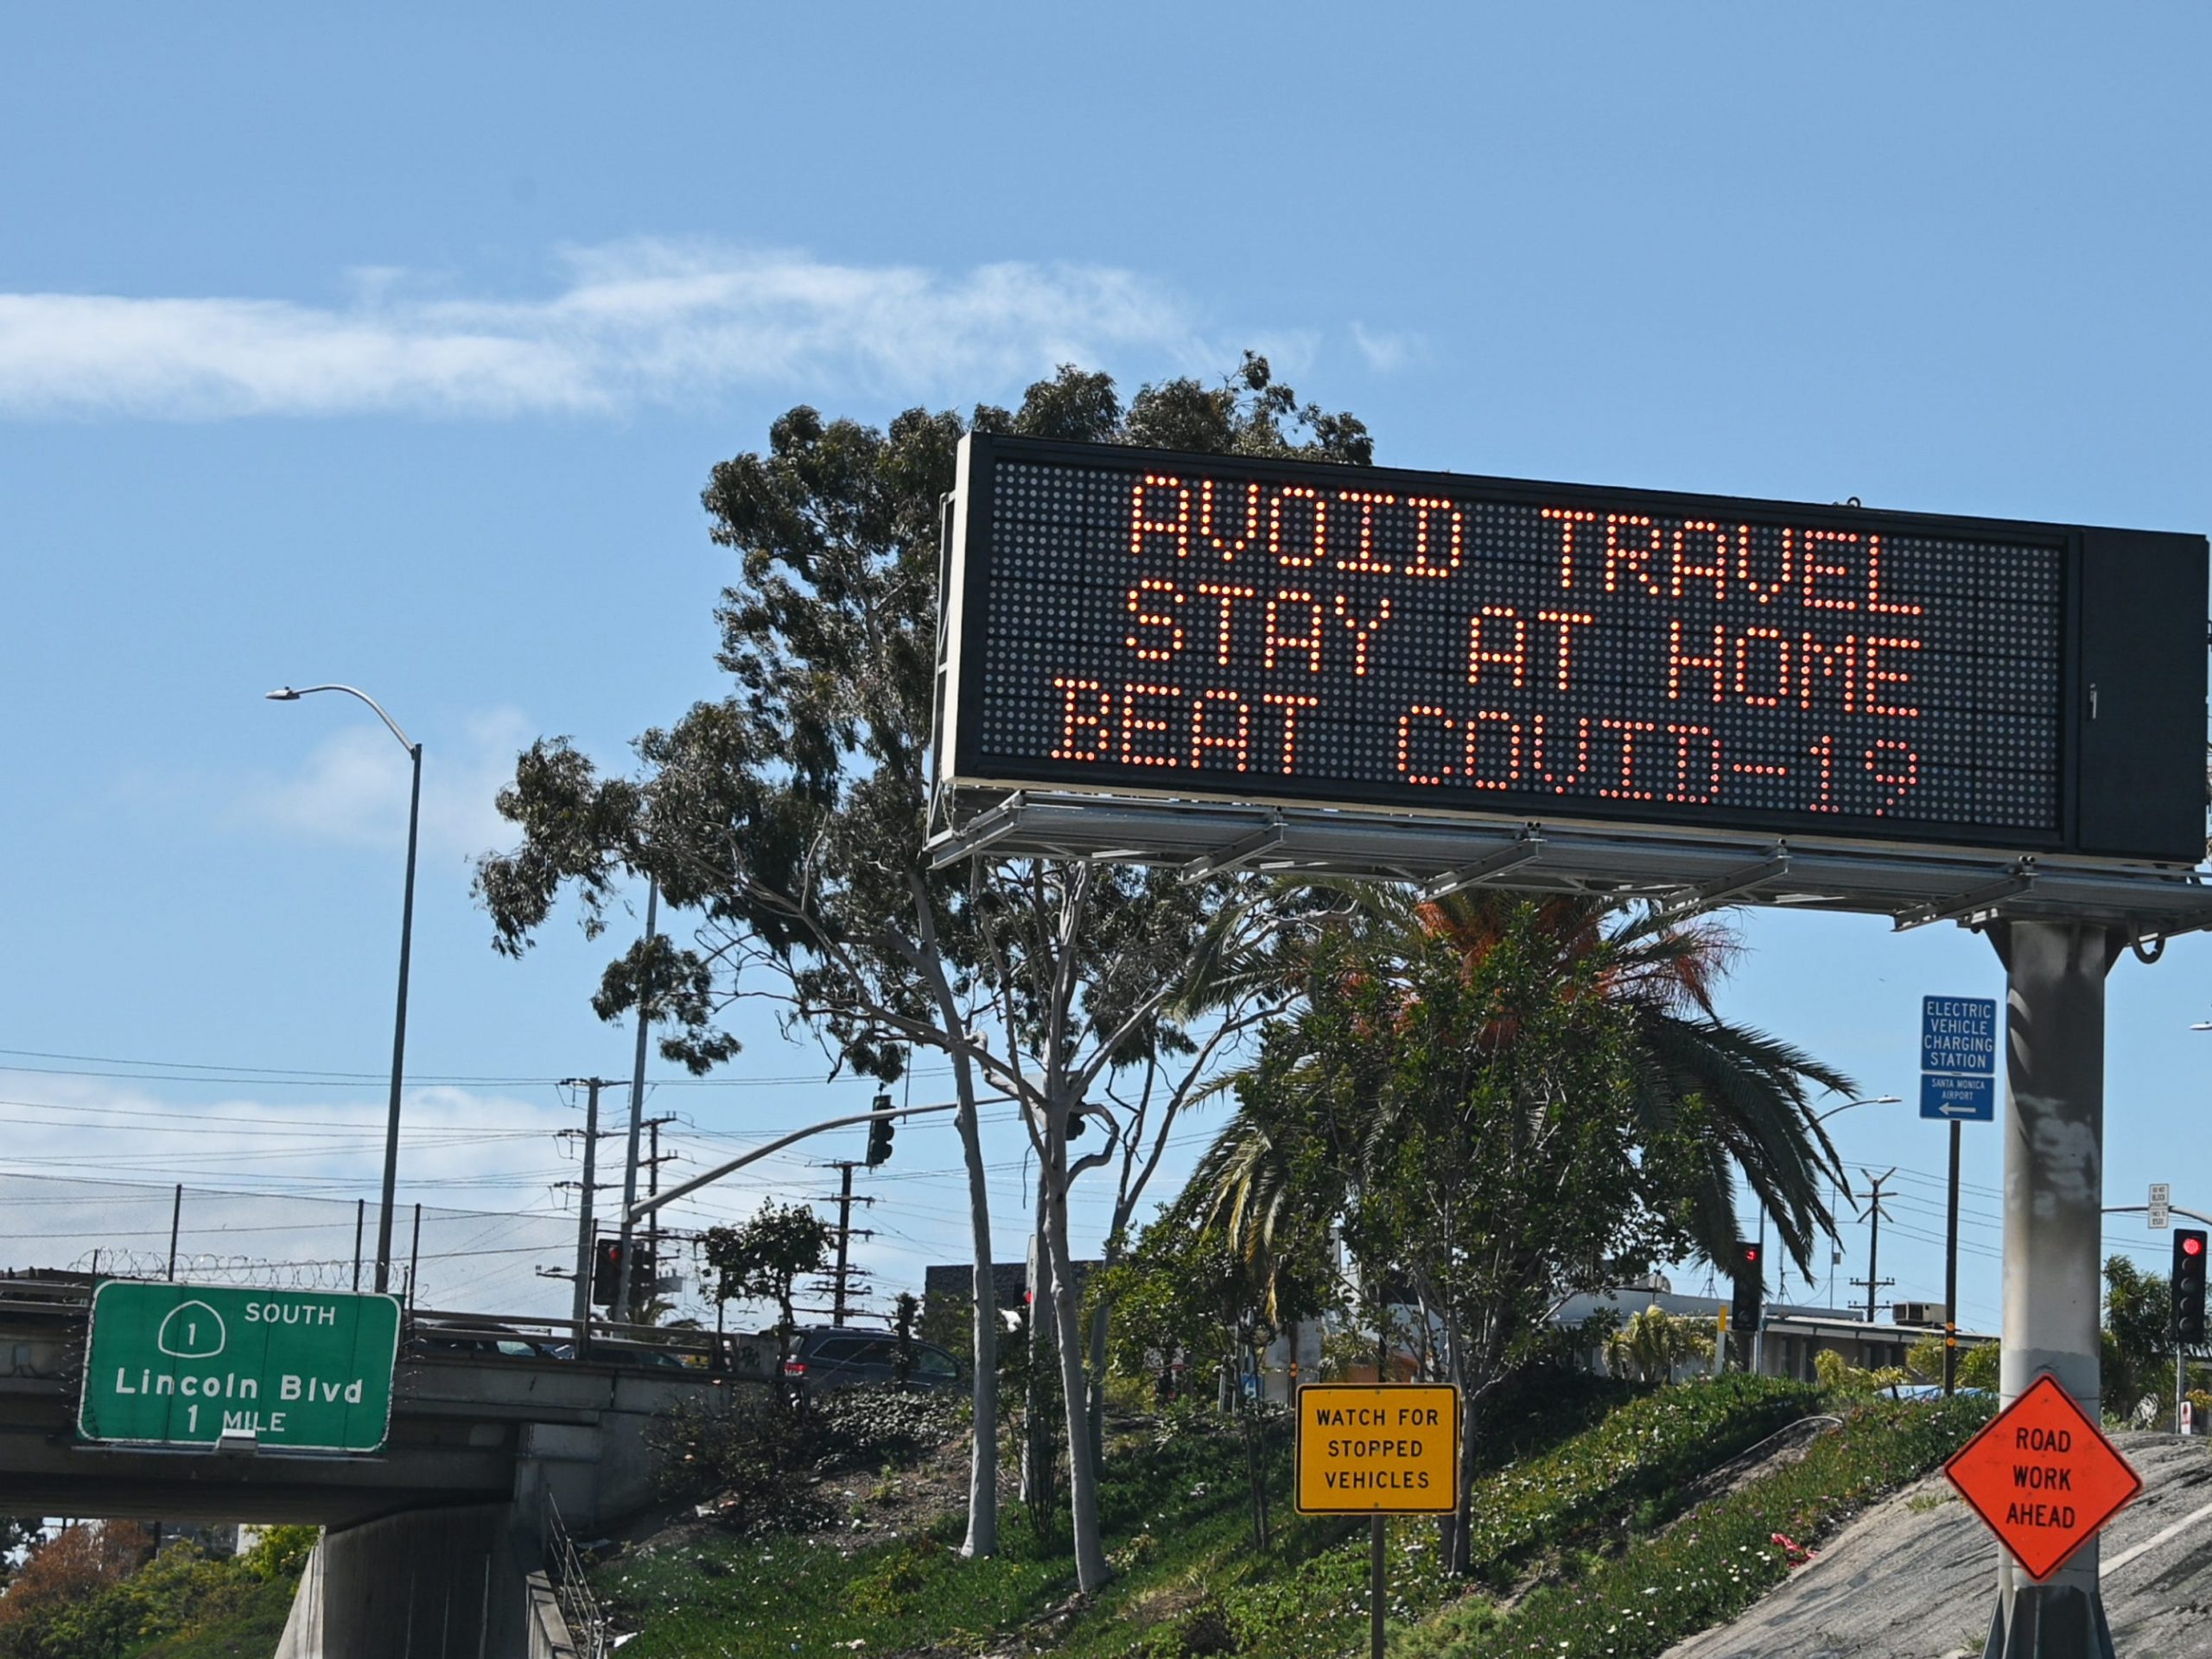 AVOID TRAVEL
STAY AT HOME
BEAT COVID-19
ELECTRIC
VEHICLE
CHARGING
STATION
SANTA MONICA
AIRPORT
1 SOUTH
Lincoln Blvd
1 MILE
WATCH FOR
STOPPED
VEHICLES
ROAD
WORK
AHEAD